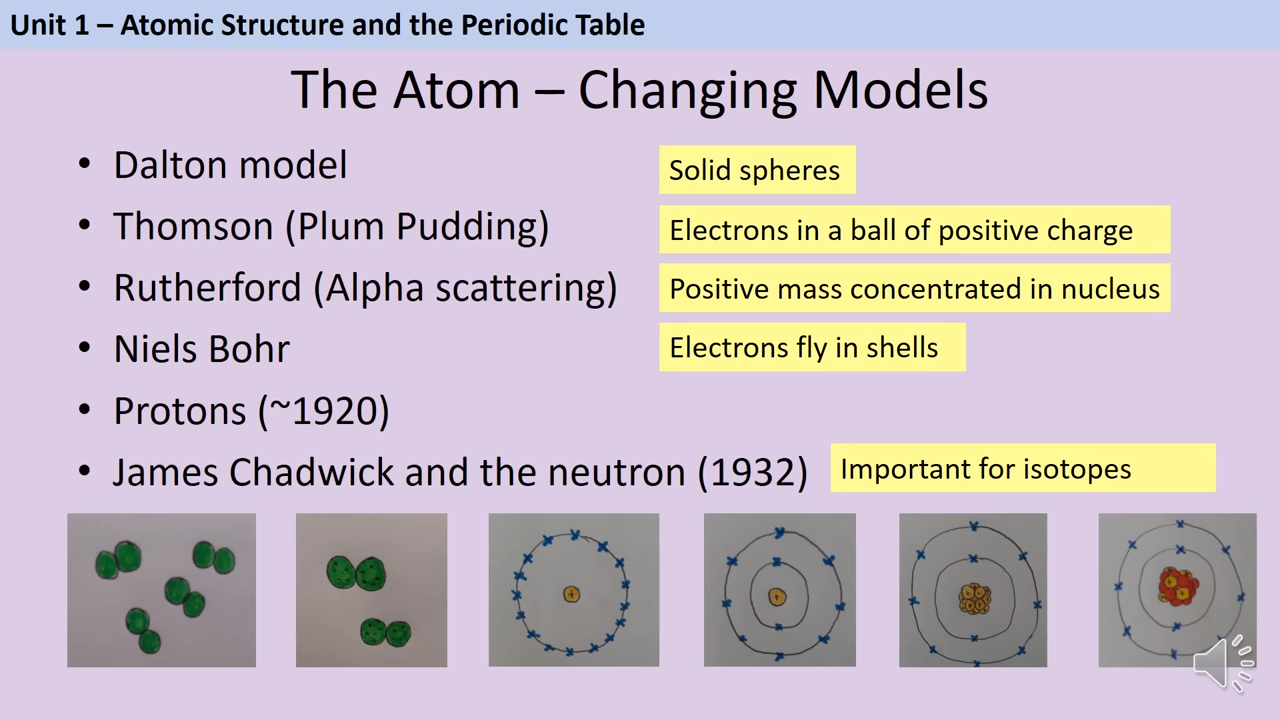 Unit 1 – Atomic Structure and the Periodic Table
The Atom – Changing Models
• Dalton model
Solid spheres
• Thomson (Plum Pudding)
Electrons in a ball of positive charge
• Rutherford (Alpha scattering)
Positive mass concentrated in nucleus
• Niels Bohr
Electrons fly in shells
• Protons (~1920)
• James Chadwick and the neutron (1932)
Important for isotopes